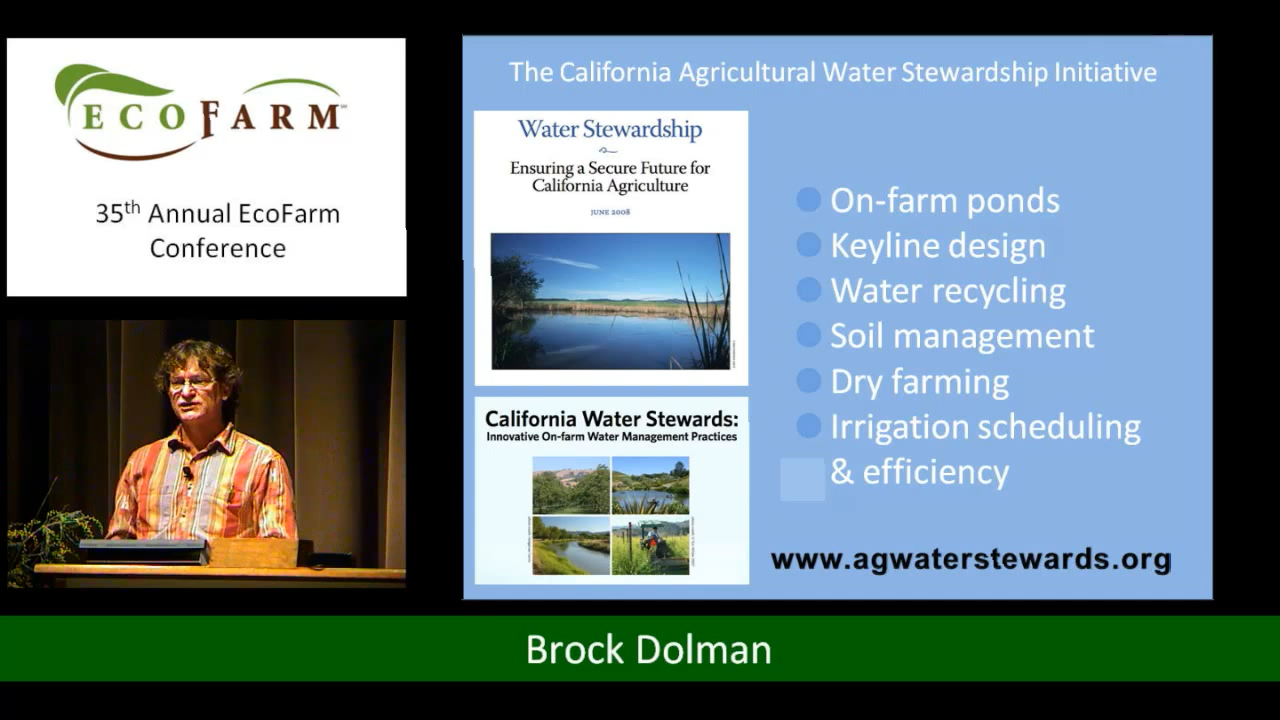 ECOFARM
35th Annual EcoFarm
Conference
The California Agricultural Water Stewardship Initiative
Water Stewardship
Ensuring a Secure Future for
California Agriculture
JUNE 2008
California Water Stewards:
Innovative On-farm Water Management Practices
On-farm ponds
Keyline design
Water recycling
Soil management
Dry farming
Irrigation scheduling
& efficiency
www.agwaterstewards.org
Brock Dolman